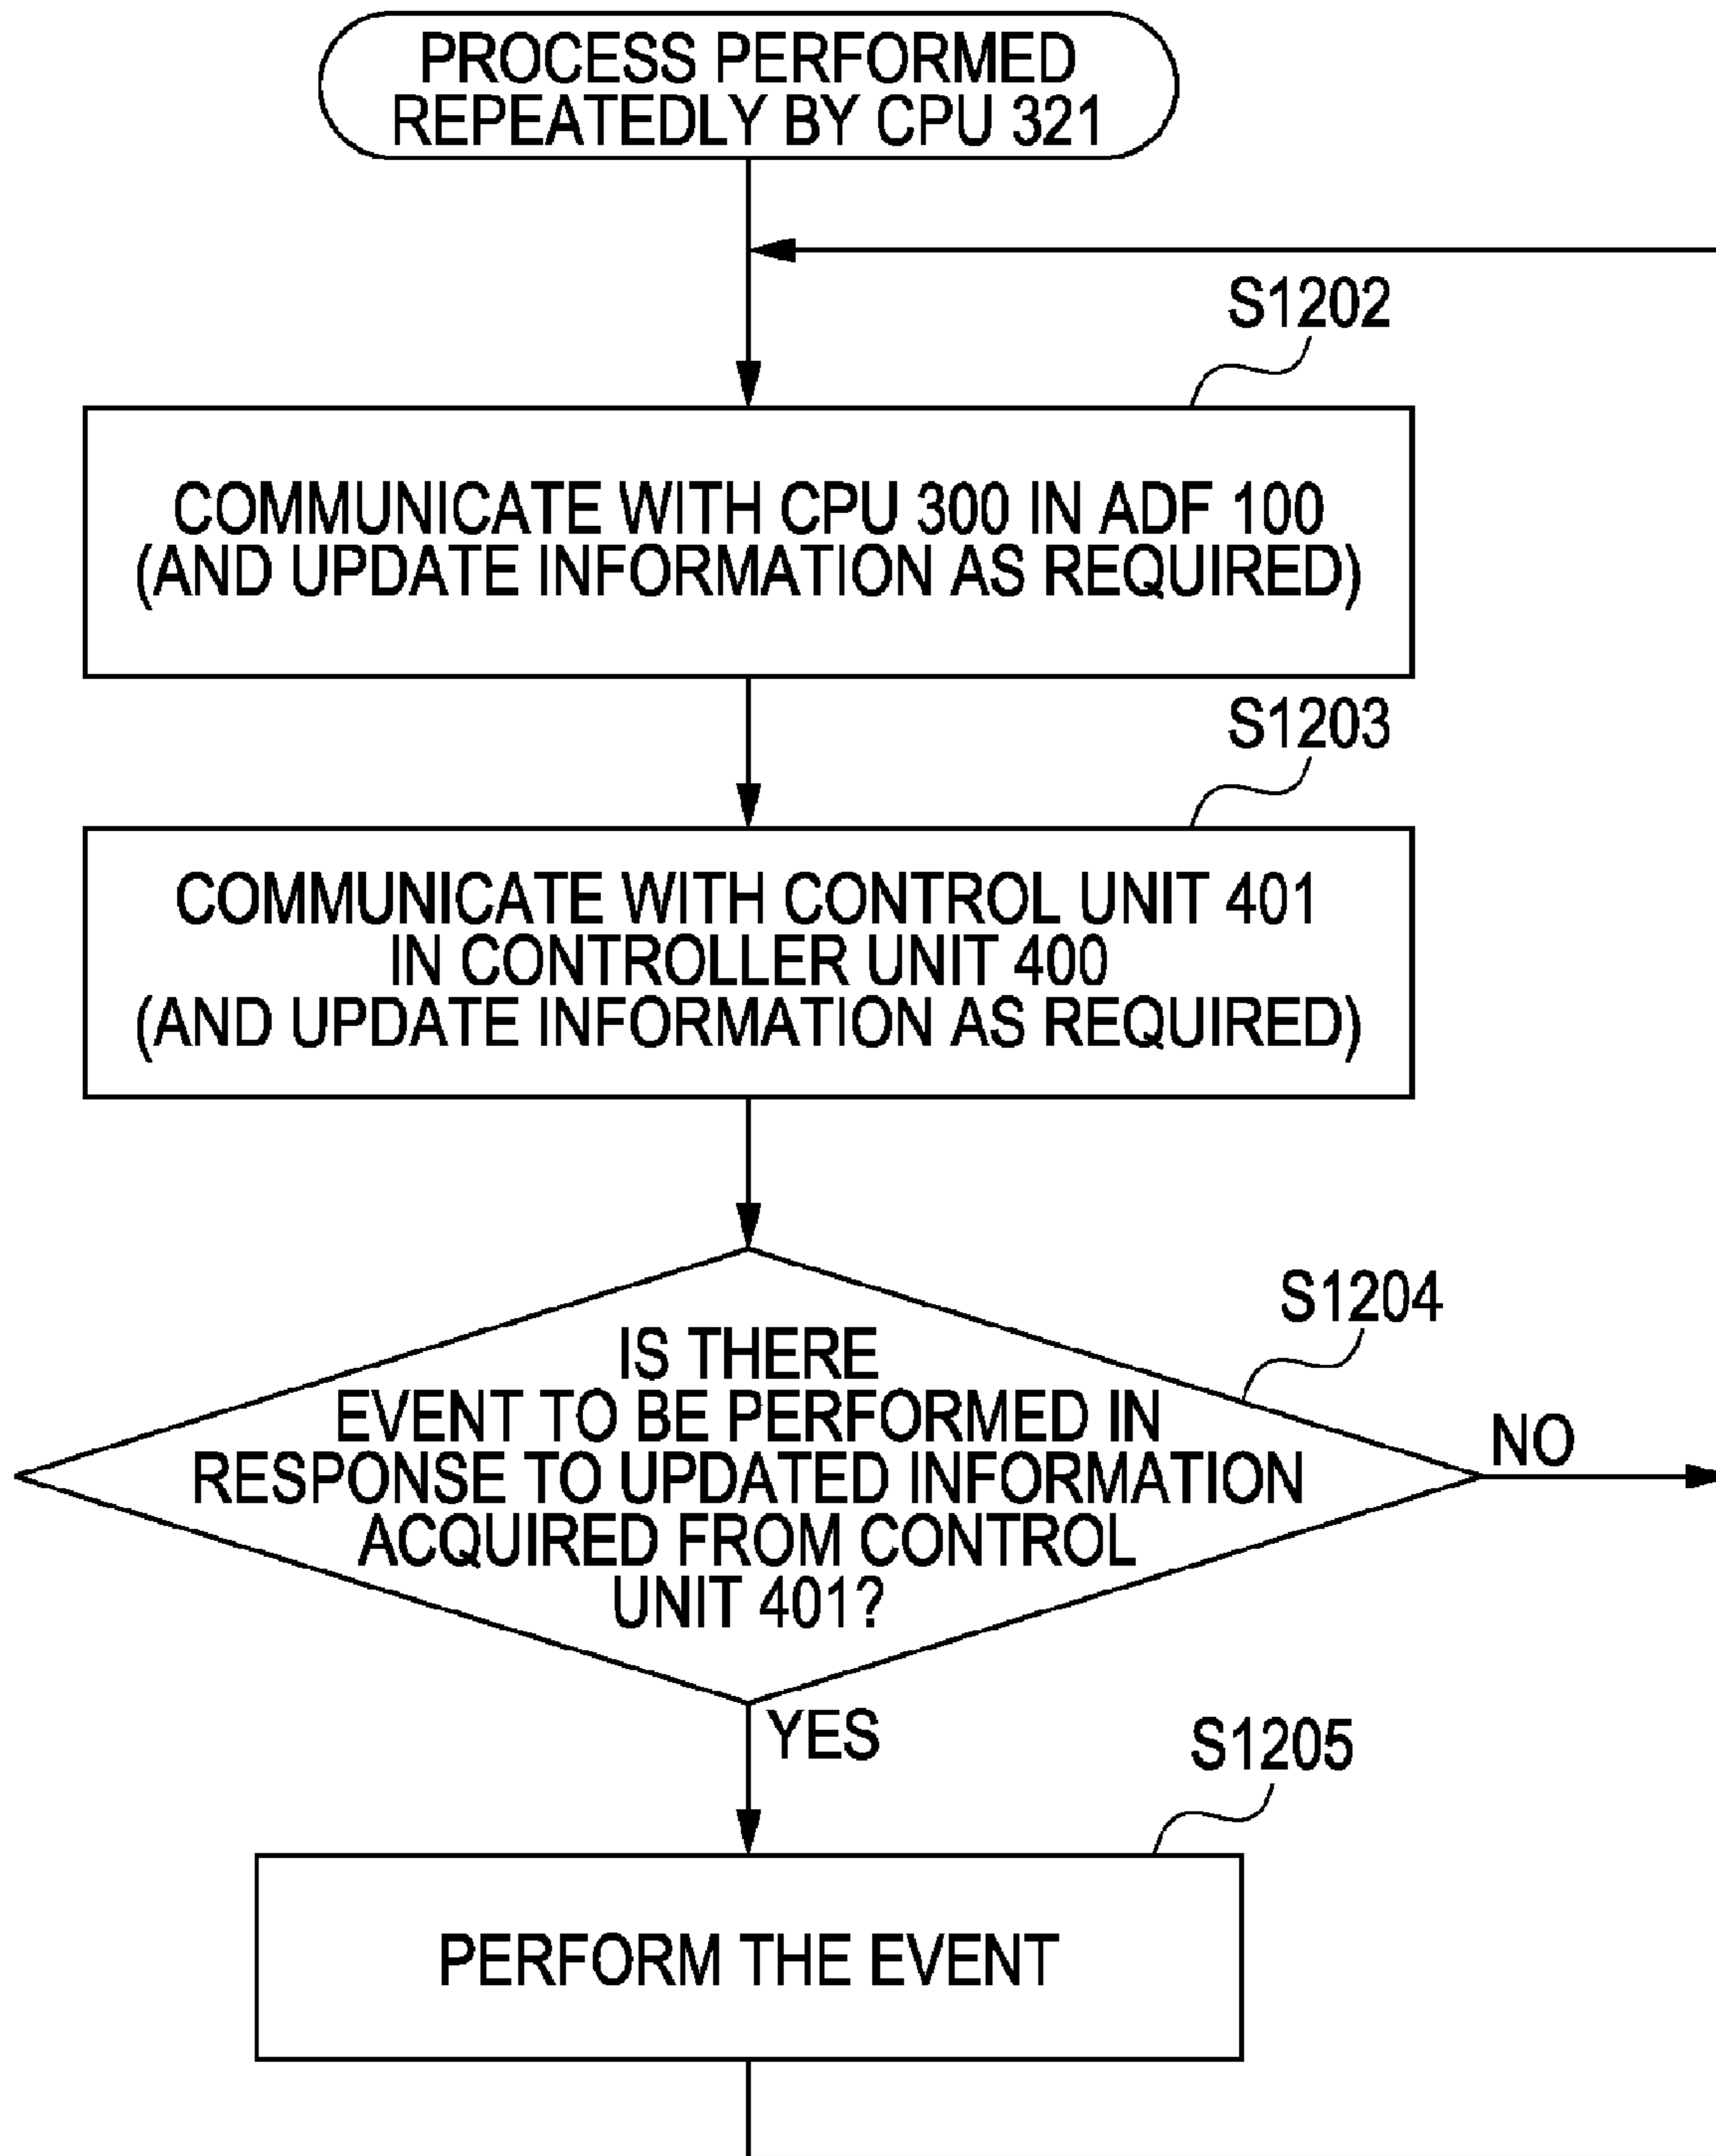 PROCESS PERFORMED
REPEATEDLY BY CPU 321
S1202
COMMUNICATE WITH CPU 300 IN ADF 100
(AND UPDATE INFORMATION AS REQUIRED)
S1203
COMMUNICATE WITH CONTROL UNIT 401
IN CONTROLLER UNIT 400
(AND UPDATE INFORMATION AS REQUIRED)
S1204
IS THERE
EVENT TO BE PERFORMED IN
RESPONSE TO UPDATED INFORMATION
ACQUIRED FROM CONTROL
UNIT 401?
NO
YES
S1205
PERFORM THE EVENT